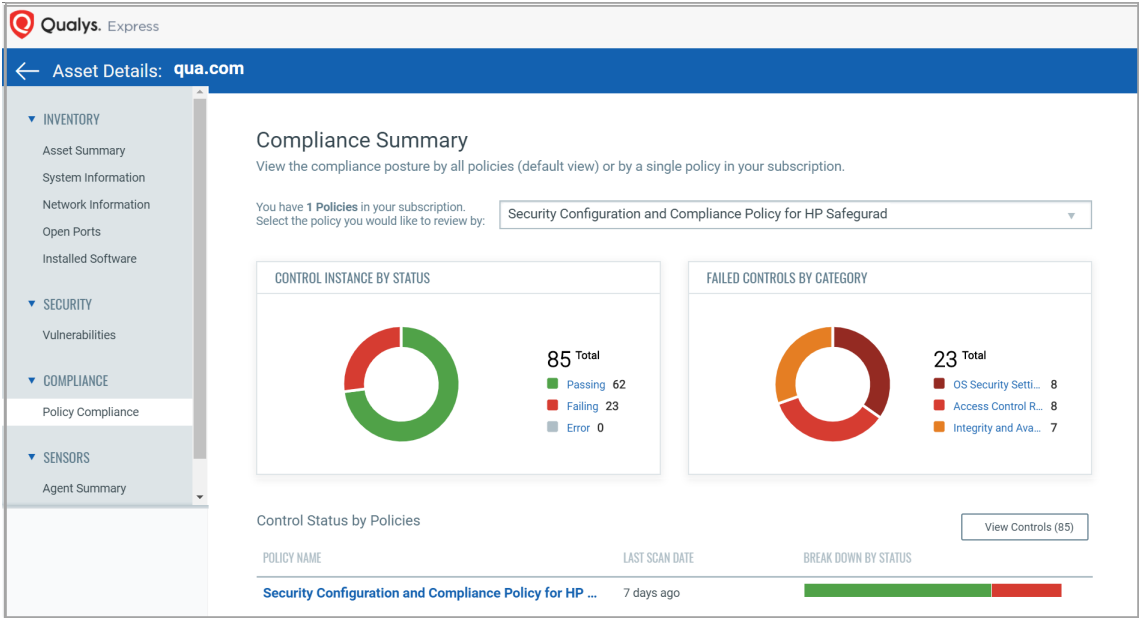 Qualys. Express
Asset Details: qua.com
INVENTORY
Asset Summary
System Information
Network Information
Open Ports
Installed Software
SECURITY
Vulnerabilities
COMPLIANCE
Policy Compliance
SENSORS
Agent Summary
Compliance Summary
View the compliance posture by all policies (default view) or by a single policy in your subscription.
You have 1 Policies in your subscription.
Select the policy you would like to review by:
Security Configuration and Compliance Policy for HP Safegurad
CONTROL INSTANCE BY STATUS
85 Total
Passing 62
Failing 23
Error 0
FAILED CONTROLS BY CATEGORY
23 Total
OS Security Setti... 8
Access Control R... 8
Integrity and Ava... 7
Control Status by Policies
View Controls (85)
POLICY NAME LAST SCAN DATE BREAK DOWN BY STATUS
Security Configuration and Compliance Policy for HP ... 7 days ago